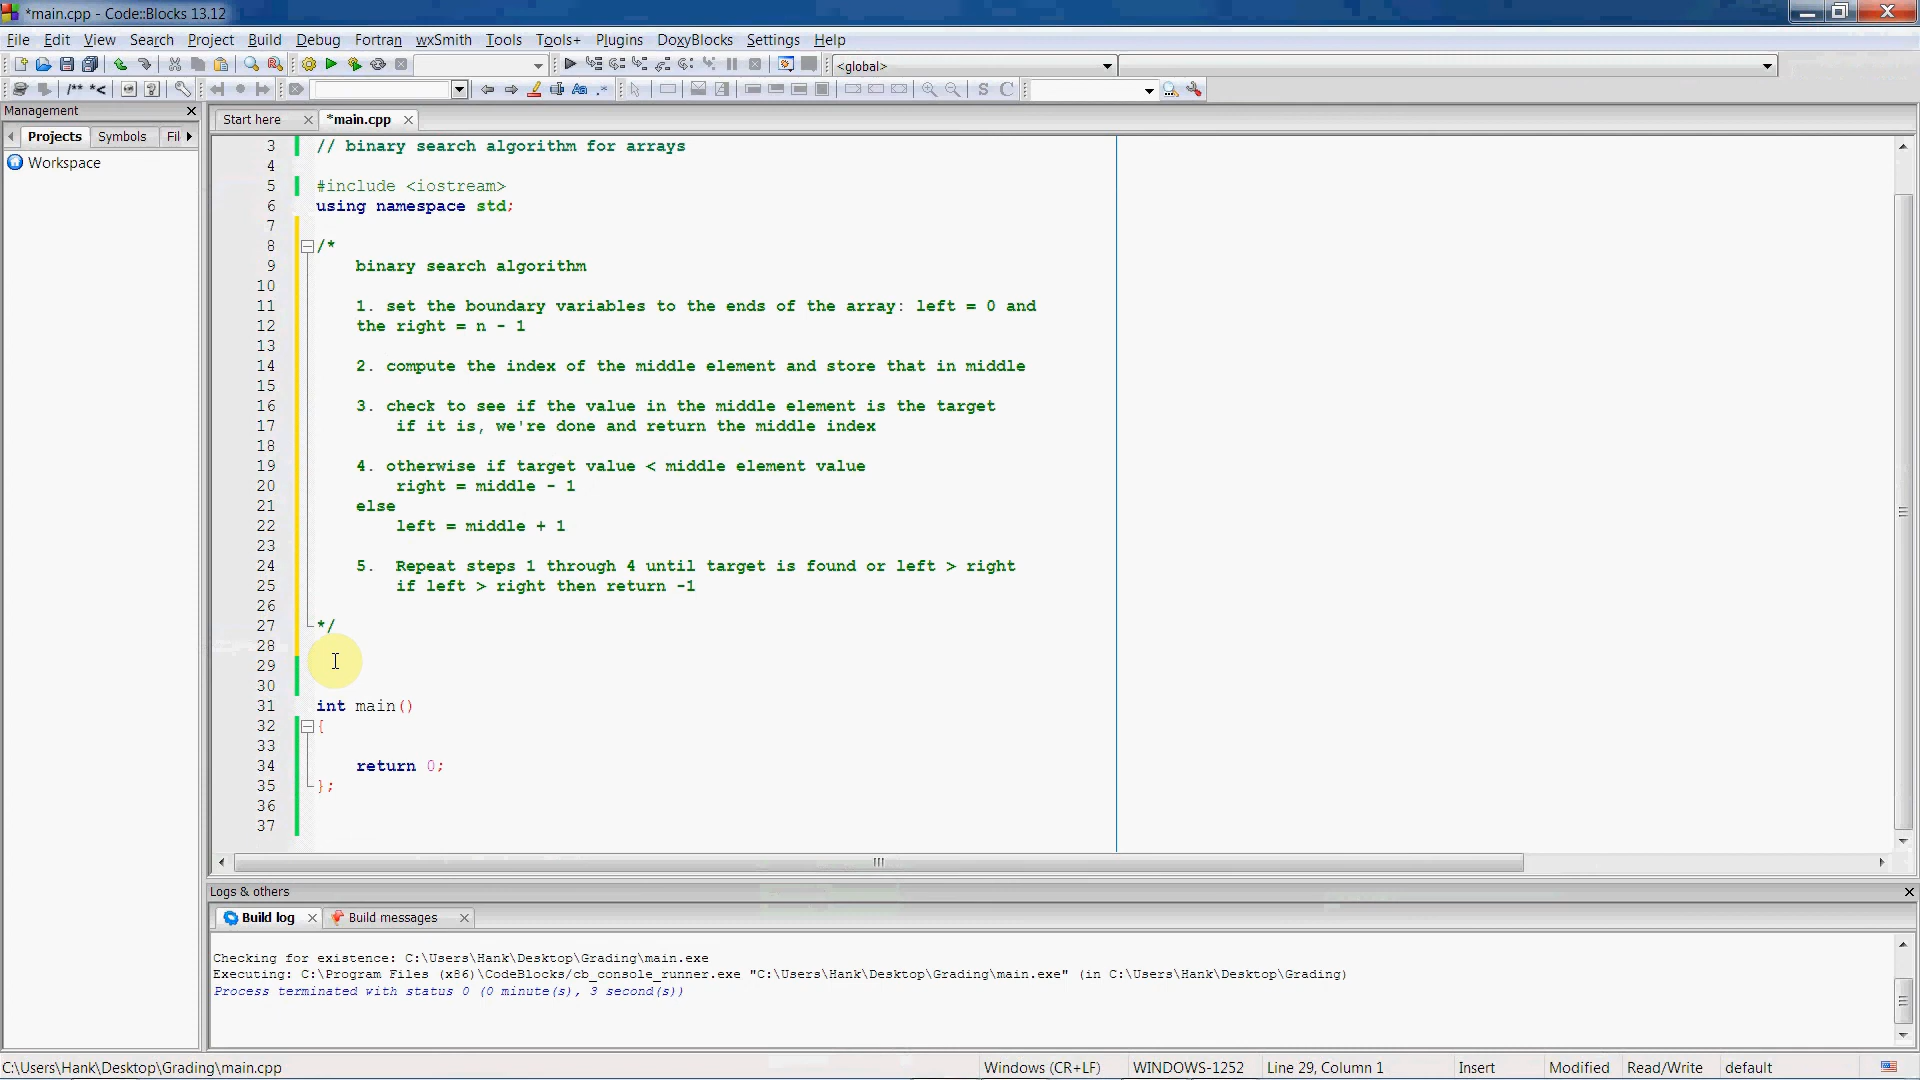 *main.cpp - Code::Blocks 13.12
File Edit View Search Project Build Debug Fortran wxSmith Tools Tools+ Plugins DoxyBlocks Settings Help
<global>
/** *<
S C
Management
Projects Symbols Fil
Workspace
Start here *main.cpp
3 // binary search algorithm for arrays
4
5 #include <iostream>
6 using namespace std;
7
8 /*
9 binary search algorithm
10
11 1. set the boundary variables to the ends of the array: left = 0 and
12 the right = n - 1
13
14 2. compute the index of the middle element and store that in middle
15
16 3. check to see if the value in the middle element is the target
17 if it is, we're done and return the middle index
18
19 4. otherwise if target value < middle element value
20 right = middle - 1
21 else
22 left = middle + 1
23
24 5. Repeat steps 1 through 4 until target is found or left > right
25 if left > right then return -1
26
27 */
28
29
30
31 int main()
32 {
33
34 return 0;
35 };
36
37
Logs & others
Build log Build messages
Checking for existence: C:\Users\Hank\Desktop\Grading\main.exe
Executing: C:\Program Files (x86)\CodeBlocks/cb_console_runner.exe "C:\Users\Hank\Desktop\Grading\main.exe" (in C:\Users\Hank\Desktop\Grading)
Process terminated with status 0 (0 minute(s), 3 second(s))
C:\Users\Hank\Desktop\Grading\main.cpp Windows (CR+LF) WINDOWS-1252 Line 29, Column 1 Insert Modified Read/Write default